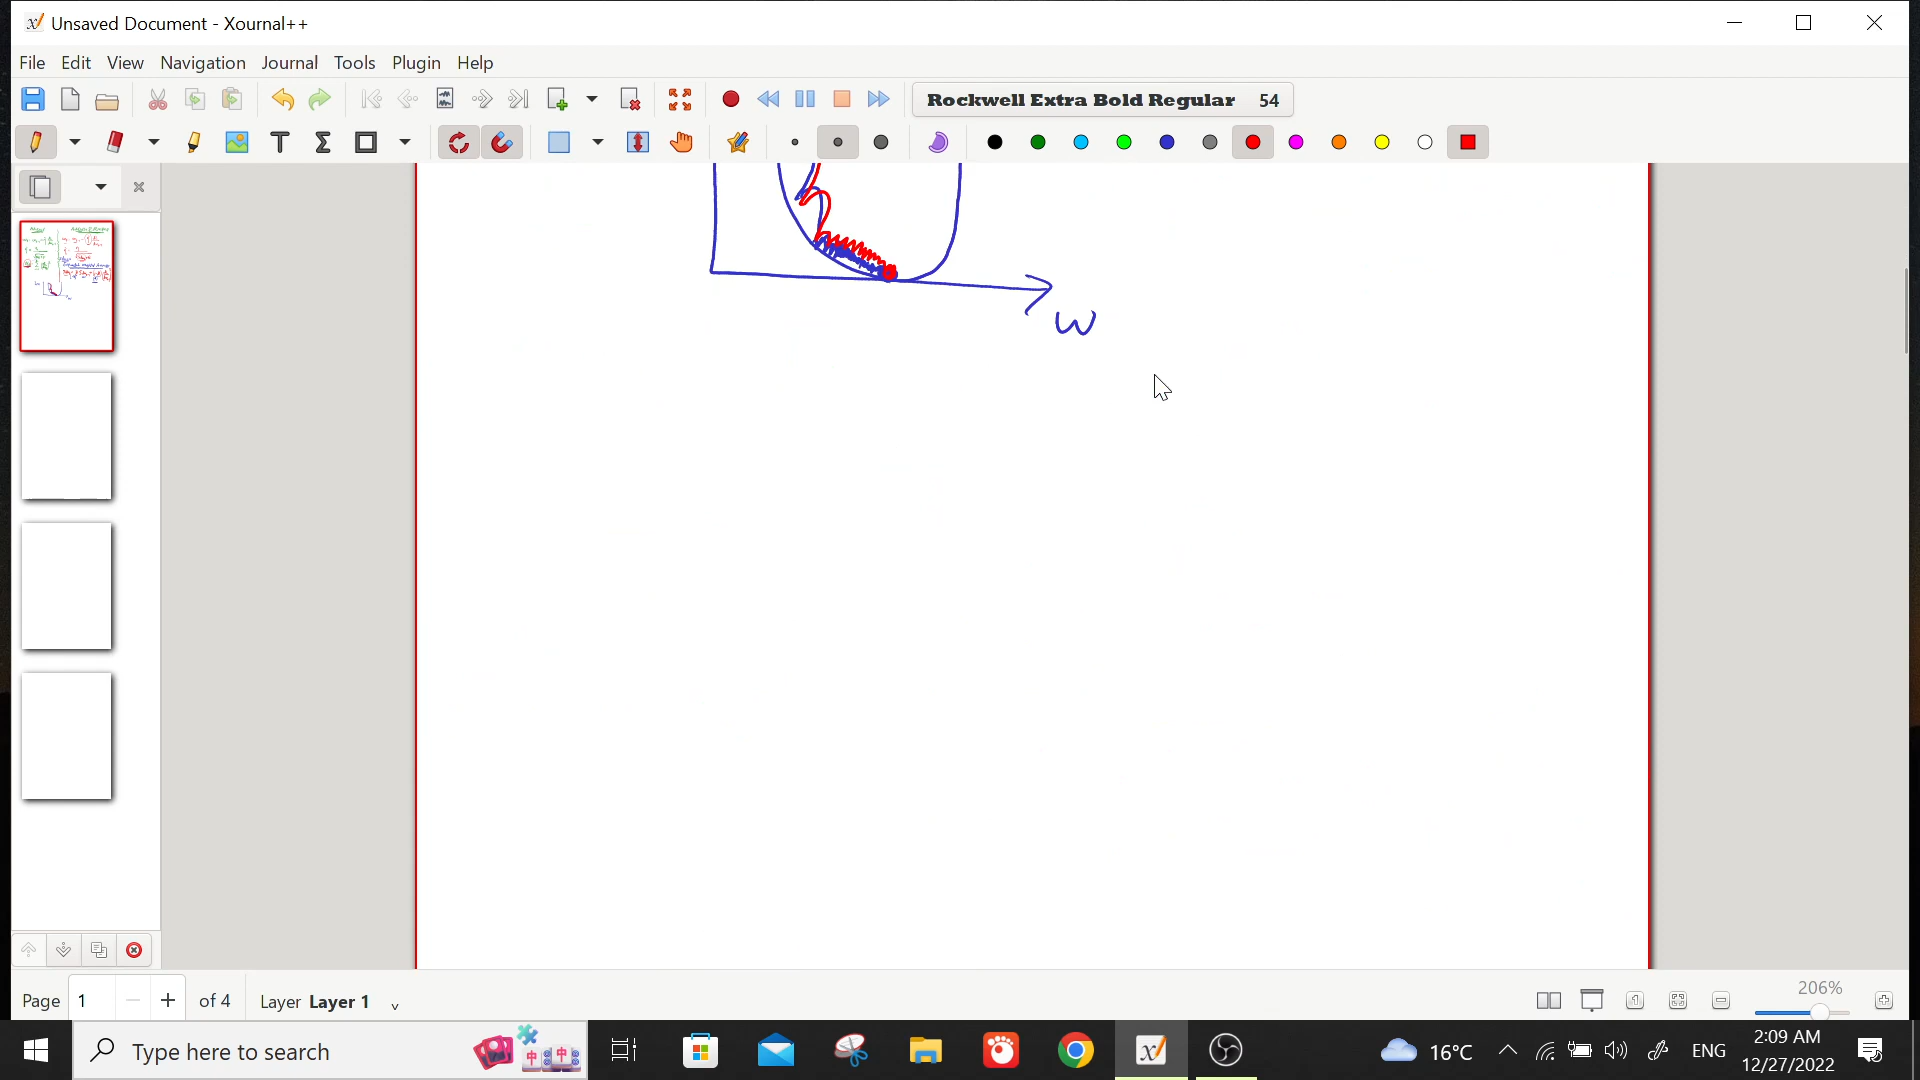 Unsaved Document - Xournal++
File Edit View Navigation Journal Tools Plugin Help
Rockwell Extra Bold Regular 54
w
Page 1 of 4 Layer Layer 1
206%
Type here to search
16°C ENG
2:09 AM
12/27/2022